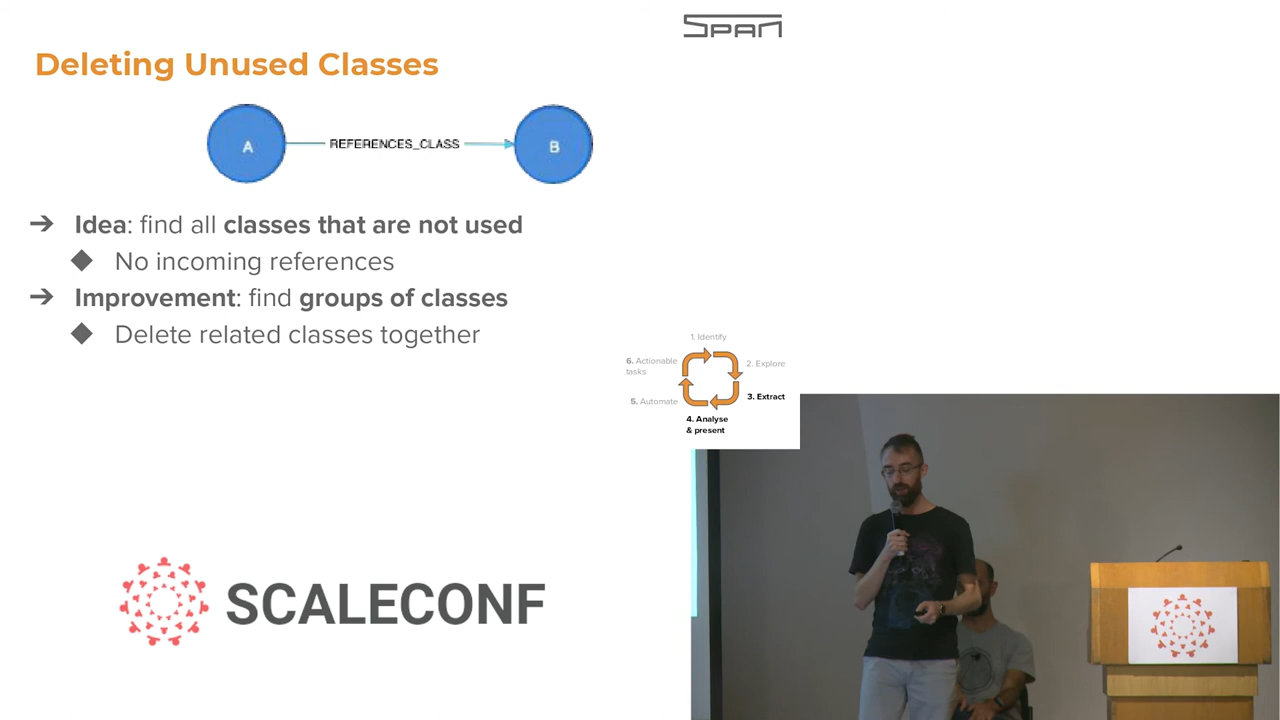 SPAN
Deleting Unused Classes
A
REFERENCES_CLASS
B
➔ Idea: find all classes that are not used
◆ No incoming references
➔ Improvement: find groups of classes
◆ Delete related classes together
1. Identify
2. Explore
3. Extract
4. Analyse
& present
5. Automate
6. Actionable
tasks
SCALECONF